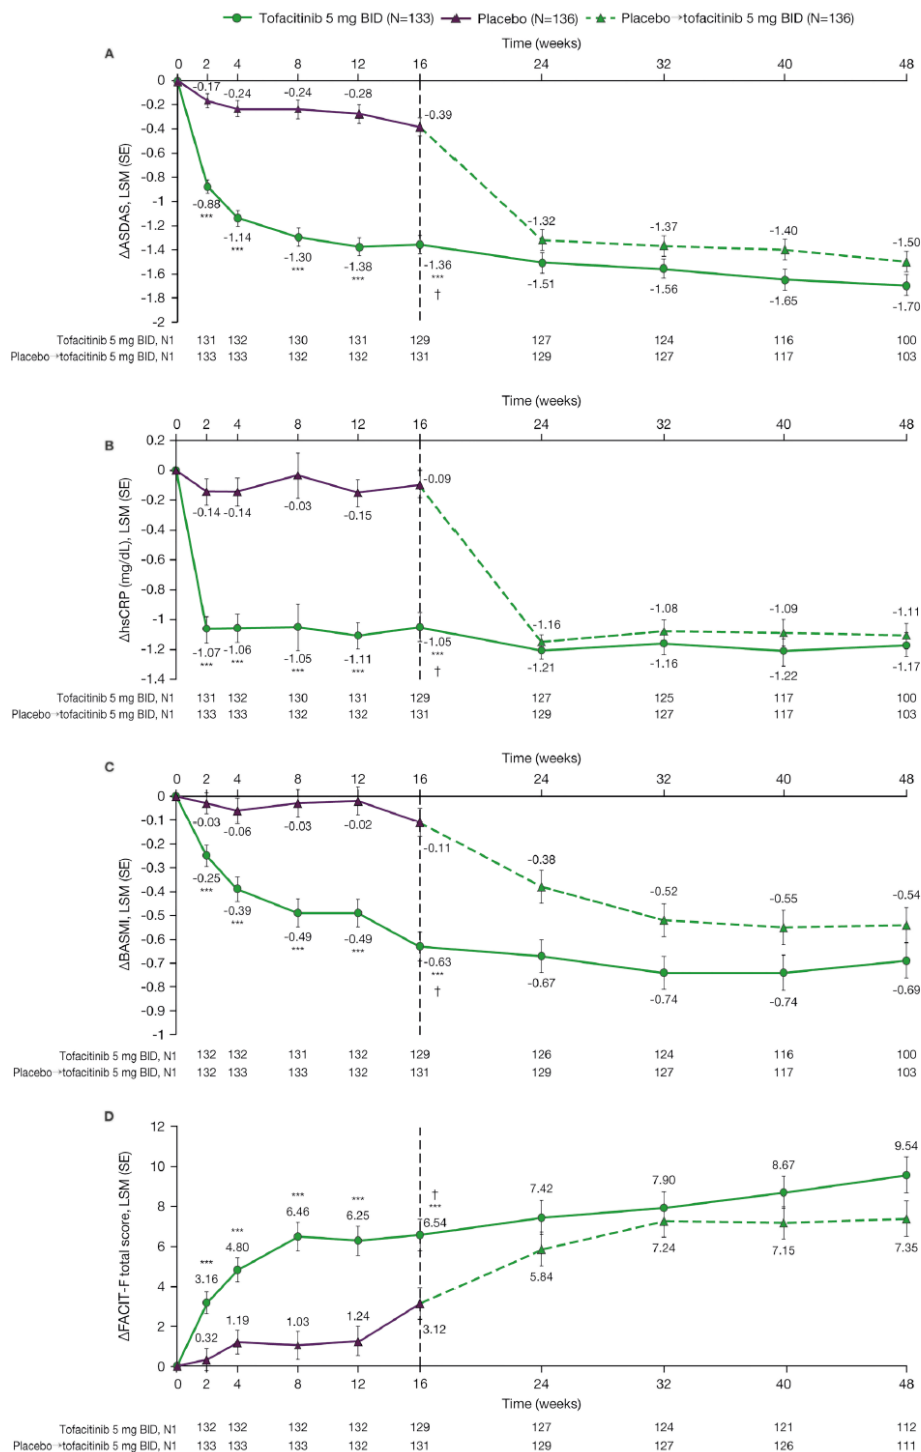 Tofacitinib 5 mg BID (N=133) Placebo (N=136) Placebo→tofacitinib 5 mg BID (N=136)
Time (weeks)
A
0 2 4 8 12 16 24 32 40 48
0
-0.2
-0.4
-0.6
-0.8
-1
-1.2
-1.4
-1.6
-1.8
-2
ΔASDAS, LSM (SE)
-0.17 -0.24 -0.24 -0.28 -0.39
-1.32 -1.37 -1.40 -1.50
-0.88 -1.14 -1.30 -1.38 -1.36 -1.51 -1.56 -1.65 -1.70
*** *** *** *** ***
†
Tofacitinib 5 mg BID, N1 131 132 130 131 129 127 124 116 100
Placebo→tofacitinib 5 mg BID, N1 133 133 132 132 131 129 127 117 103
Time (weeks)
0 2 4 8 12 16 24 32 40 48
B
0.2
0
-0.2
-0.4
-0.6
-0.8
-1
-1.2
-1.4
ΔhsCRP (mg/dL), LSM (SE)
-0.14 -0.14 -0.03 -0.15 -0.09
-1.16 -1.08 -1.09 -1.11
-1.07 -1.06 -1.05 -1.11 -1.05 -1.21 -1.16 -1.22 -1.17
*** *** *** *** ***
†
Tofacitinib 5 mg BID, N1 131 132 130 131 129 127 125 117 100
Placebo→tofacitinib 5 mg BID, N1 133 133 132 132 131 129 127 117 103
Time (weeks)
C
0 2 4 8 12 16 24 32 40 48
0
-0.1
-0.2
-0.3
-0.4
-0.5
-0.6
-0.7
-0.8
-0.9
-1
ΔBASMI, LSM (SE)
-0.03 -0.06 -0.03 -0.02 -0.11
-0.38 -0.52 -0.55 -0.54
-0.25 -0.39 -0.49 -0.49 -0.63 -0.67 -0.74 -0.74 -0.69
*** *** *** *** ***
†
Tofacitinib 5 mg BID, N1 132 132 131 132 129 126 124 116 100
Placebo→tofacitinib 5 mg BID, N1 132 133 133 132 131 129 127 117 103
D
12
10
8
6
4
2
0
ΔFACIT-F total score, LSM (SE)
†
*** *** *** *** ***
3.16 4.80 6.46 6.25 6.54 7.42 7.90 8.67 9.54
0.32 1.19 1.03 1.24 3.12 5.84 7.24 7.15 7.35
0 2 4 8 12 16 24 32 40 48
Time (weeks)
Tofacitinib 5 mg BID, N1 132 132 132 132 129 127 124 121 112
Placebo→tofacitinib 5 mg BID, N1 133 133 133 132 131 129 127 126 111